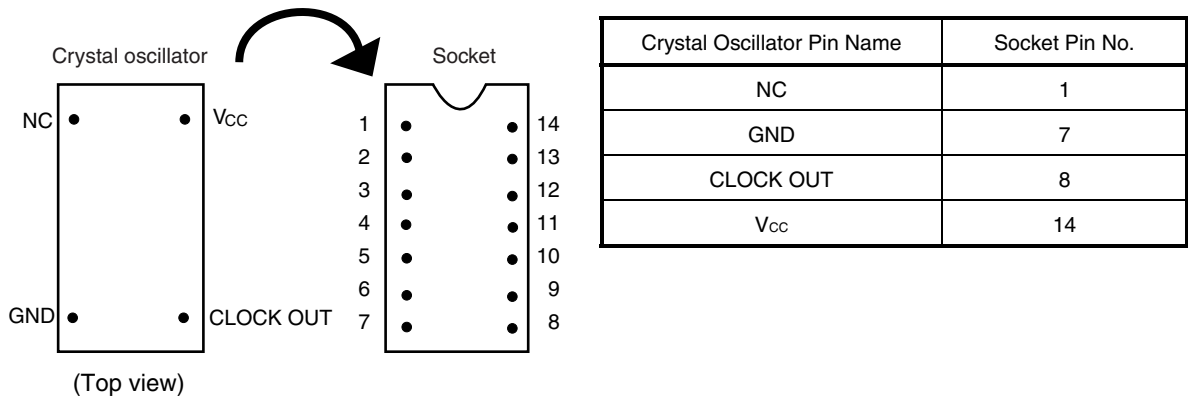 Crystal oscillator
Socket
NC
VCC
GND
CLOCK OUT
(Top view)
1 14
2 13
3 12
4 11
5 10
6 9
7 8
Crystal Oscillator Pin Name Socket Pin No.
NC 1
GND 7
CLOCK OUT 8
VCC 14